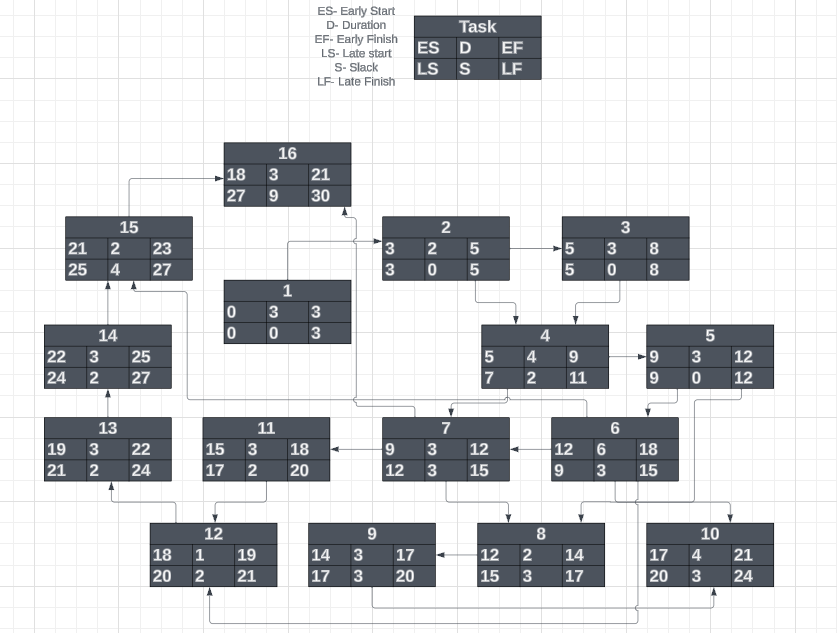 ES- Early Start
D- Duration
EF- Early Finish
LS- Late start
S- Slack
LF- Late Finish
Task
ES D EF
LS S LF
16
18 3 21
27 9 30
15
21 2 23
25 4 27
2
3 2 5
3 0 5
3
5 3 8
5 0 8
1
0 3 3
0 0 3
14
22 3 25
24 2 27
4
5 4 9
7 2 11
5
9 3 12
9 0 12
13
19 3 22
21 2 24
11
15 3 18
17 2 20
7
9 3 12
12 3 15
6
12 6 18
9 3 15
12
18 1 19
20 2 21
9
14 3 17
17 3 20
8
12 2 14
15 3 17
10
17 4 21
20 3 24